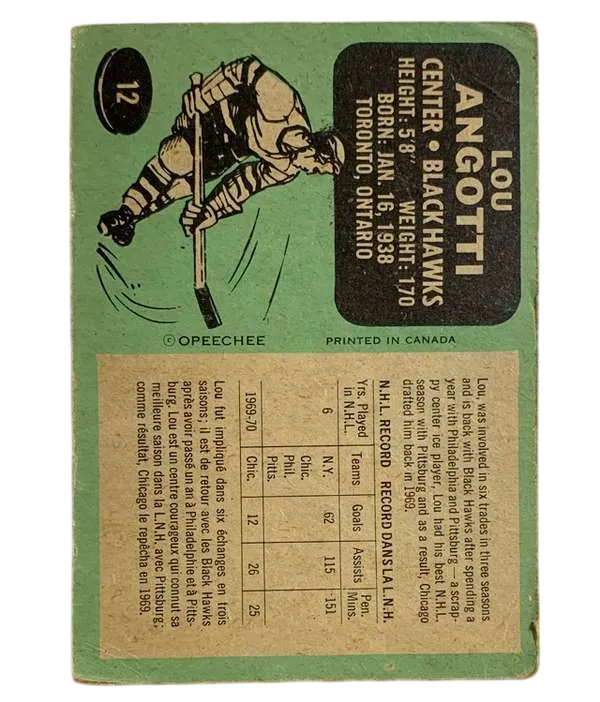 12
LOU
ANGOTTI
CENTER • BLACK HAWKS
HEIGHT: 5'8" WEIGHT: 170
BORN: JAN. 16, 1938
TORONTO, ONTARIO
© OPEECHEE
PRINTED IN CANADA
Lou, was involved in six trades in three seasons
and is back with Black Hawks after spending a
year with Philadelphia and Pittsburg — a scrap-
py center ice player, Lou had his best N.H.L.
season with Pittsburg and as a result, Chicago
drafted him back in 1969.
N.H.L. RECORD RECORD DANS LA L.N.H.
Yrs. Played in N.H.L. Teams Goals Assists Pen. Mins.
6 N.Y. 62 115 151
Chic.
Phil.
Pitts.
1969-70 Chic. 12 26 25
Lou fut impliqué dans six échanges en trois
saisons; il est de retour avec les Black Hawks
après avoir passé un an à Philadelphie et à Pitts-
burg. Lou est un centre courageux qui connut sa
meilleure saison dans la L.N.H. avec Pittsburg;
comme résultat, Chicago le repêcha en 1969.